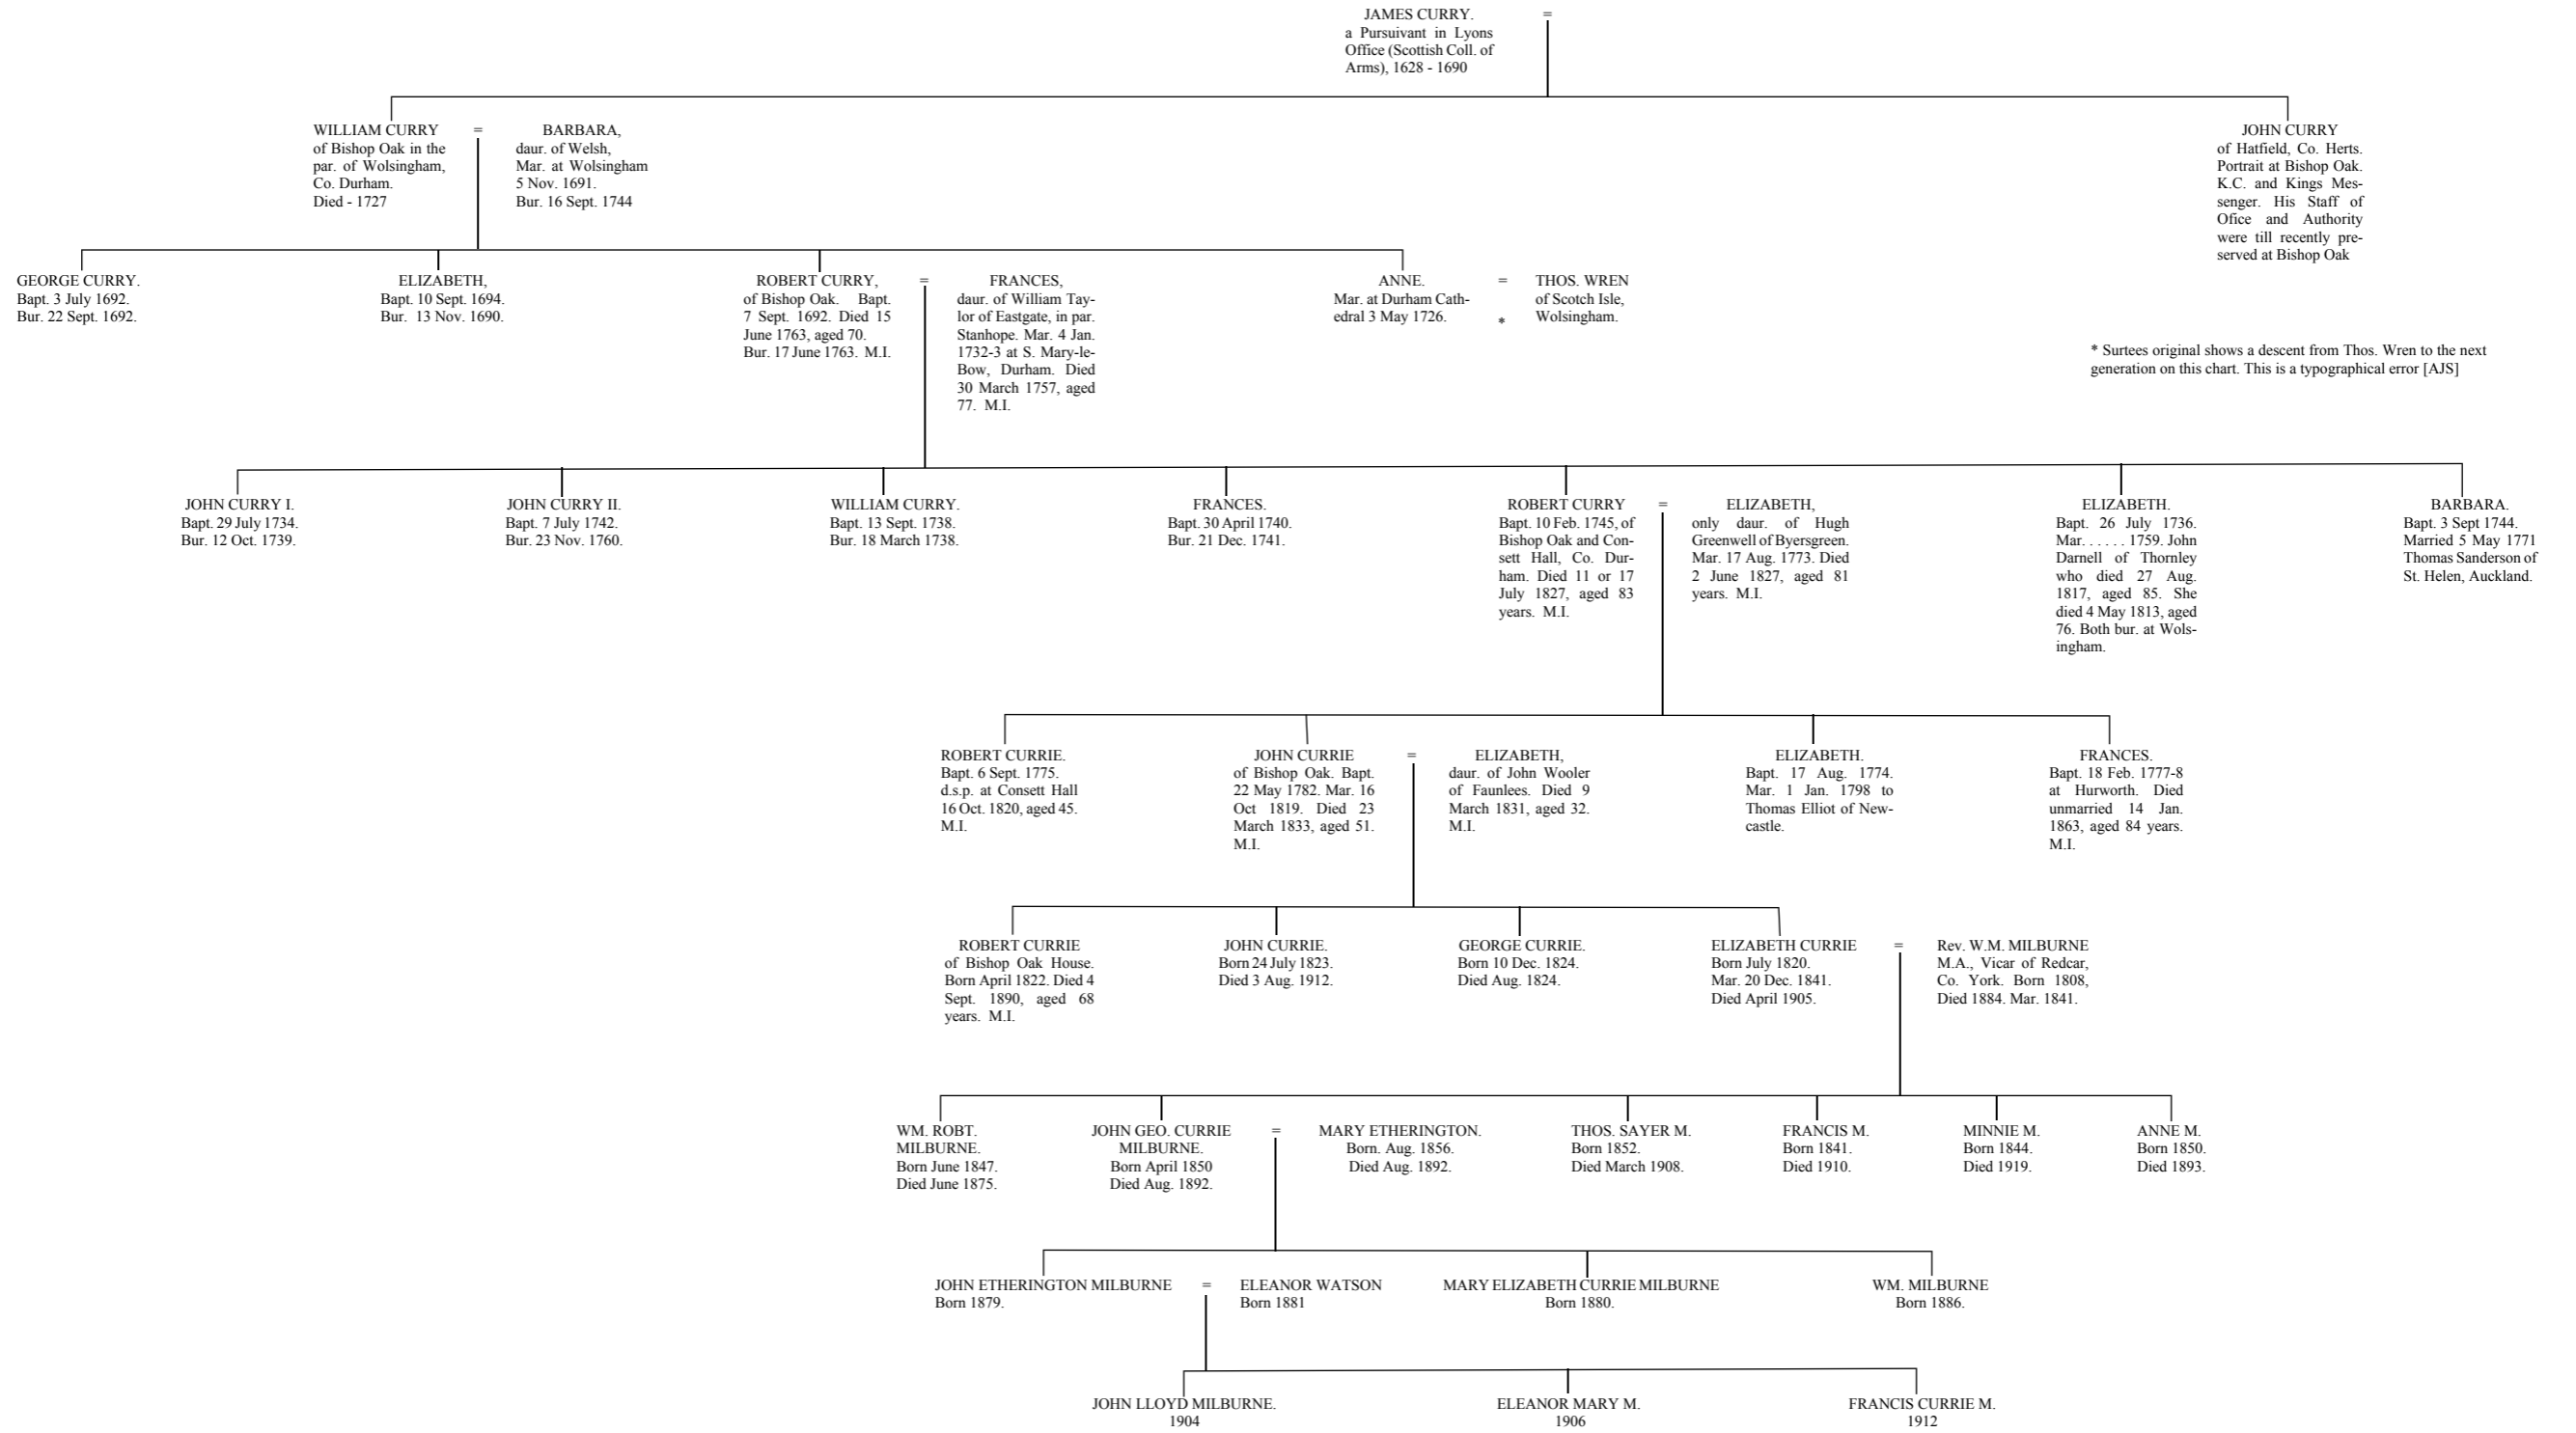 JAMES CURRY. =
a Pursuivant in Lyons
Office (Scottish Coll. of
Arms), 1628 - 1690
WILLIAM CURRY =
of Bishop Oak in the
par. of Wolsingham,
Co. Durham.
Died - 1727
BARBARA,
daur. of Welsh,
Mar. at Wolsingham
5 Nov. 1691.
Bur. 16 Sept. 1744
JOHN CURRY
of Hatfield, Co. Herts.
Portrait at Bishop Oak.
K.C. and Kings Mes-
senger. His Staff of
Ofice and Authority
were till recently pre-
served at Bishop Oak
GEORGE CURRY.
Bapt. 3 July 1692.
Bur. 22 Sept. 1692.
ELIZABETH,
Bapt. 10 Sept. 1694.
Bur. 13 Nov. 1690.
ROBERT CURRY, =
of Bishop Oak. Bapt.
7 Sept. 1692. Died 15
June 1763, aged 70.
Bur. 17 June 1763. M.I.
FRANCES,
daur. of William Tay-
lor of Eastgate, in par.
Stanhope. Mar. 4 Jan.
1732-3 at S. Mary-le-
Bow, Durham. Died
30 March 1757, aged
77. M.I.
ANNE. =
Mar. at Durham Cath-
edral 3 May 1726.
*
THOS. WREN
of Scotch Isle,
Wolsingham.
* Surtees original shows a descent from Thos. Wren to the next
generation on this chart. This is a typographical error [AJS]
JOHN CURRY I.
Bapt. 29 July 1734.
Bur. 12 Oct. 1739.
JOHN CURRY II.
Bapt. 7 July 1742.
Bur. 23 Nov. 1760.
WILLIAM CURRY.
Bapt. 13 Sept. 1738.
Bur. 18 March 1738.
FRANCES.
Bapt. 30 April 1740.
Bur. 21 Dec. 1741.
ROBERT CURRY =
Bapt. 10 Feb. 1745, of
Bishop Oak and Con-
sett Hall, Co. Dur-
ham. Died 11 or 17
July 1827, aged 83
years. M.I.
ELIZABETH,
only daur. of Hugh
Greenwell of Byersgreen.
Mar. 17 Aug. 1773. Died
2 June 1827, aged 81
years. M.I.
ELIZABETH.
Bapt. 26 July 1736.
Mar. . . . . . 1759. John
Darnell of Thornley
who died 27 Aug.
1817, aged 85. She
died 4 May 1813, aged
76. Both bur. at Wols-
ingham.
BARBARA.
Bapt. 3 Sept 1744.
Married 5 May 1771
Thomas Sanderson of
St. Helen, Auckland.
ROBERT CURRIE.
Bapt. 6 Sept. 1775.
d.s.p. at Consett Hall
16 Oct. 1820, aged 45.
M.I.
JOHN CURRIE =
of Bishop Oak. Bapt.
22 May 1782. Mar. 16
Oct 1819. Died 23
March 1833, aged 51.
M.I.
ELIZABETH,
daur. of John Wooler
of Faunlees. Died 9
March 1831, aged 32.
M.I.
ELIZABETH.
Bapt. 17 Aug. 1774.
Mar. 1 Jan. 1798 to
Thomas Elliot of New-
castle.
FRANCES.
Bapt. 18 Feb. 1777-8
at Hurworth. Died
unmarried 14 Jan.
1863, aged 84 years.
M.I.
ROBERT CURRIE
of Bishop Oak House.
Born April 1822. Died 4
Sept. 1890, aged 68
years. M.I.
JOHN CURRIE.
Born 24 July 1823.
Died 3 Aug. 1912.
GEORGE CURRIE.
Born 10 Dec. 1824.
Died Aug. 1824.
ELIZABETH CURRIE =
Born July 1820.
Mar. 20 Dec. 1841.
Died April 1905.
Rev. W.M. MILBURNE
M.A., Vicar of Redcar,
Co. York. Born 1808,
Died 1884. Mar. 1841.
WM. ROBT.
MILBURNE.
Born June 1847.
Died June 1875.
JOHN GEO. CURRIE =
MILBURNE.
Born April 1850
Died Aug. 1892.
MARY ETHERINGTON.
Born. Aug. 1856.
Died Aug. 1892.
THOS. SAYER M.
Born 1852.
Died March 1908.
FRANCIS M.
Born 1841.
Died 1910.
MINNIE M.
Born 1844.
Died 1919.
ANNE M.
Born 1850.
Died 1893.
JOHN ETHERINGTON MILBURNE =
Born 1879.
ELEANOR WATSON
Born 1881
MARY ELIZABETH CURRIE MILBURNE
Born 1880.
WM. MILBURNE
Born 1886.
JOHN LLOYD MILBURNE.
1904
ELEANOR MARY M.
1906
FRANCIS CURRIE M.
1912